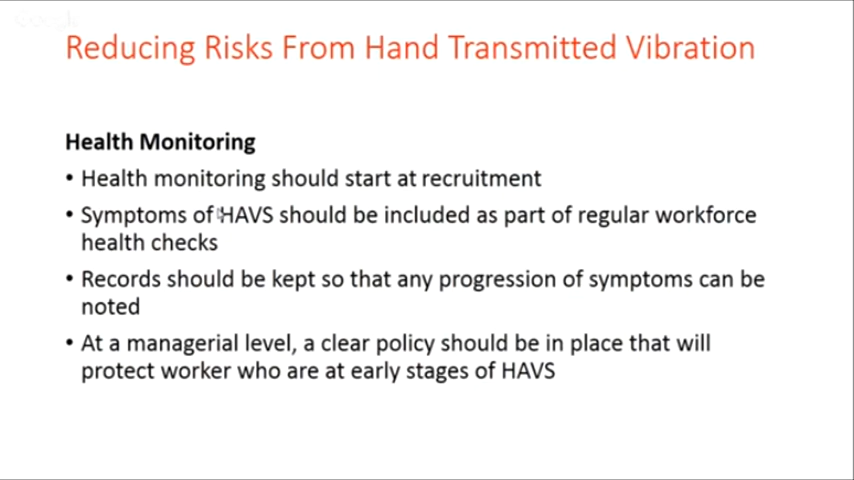 Reducing Risks From Hand Transmitted Vibration
Health Monitoring
• Health monitoring should start at recruitment
• Symptoms of HAVS should be included as part of regular workforce
health checks
• Records should be kept so that any progression of symptoms can be
noted
• At a managerial level, a clear policy should be in place that will
protect worker who are at early stages of HAVS